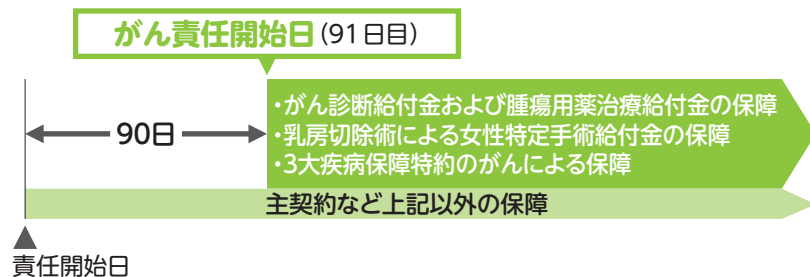 がん責任開始日(91日目)
・がん診断給付金および腫瘍用薬治療給付金の保障
90日
・乳房切除術による女性特定手術給付金の保障
・3大疾病保障特約のがんによる保障
主契約など上記以外の保障
責任開始日